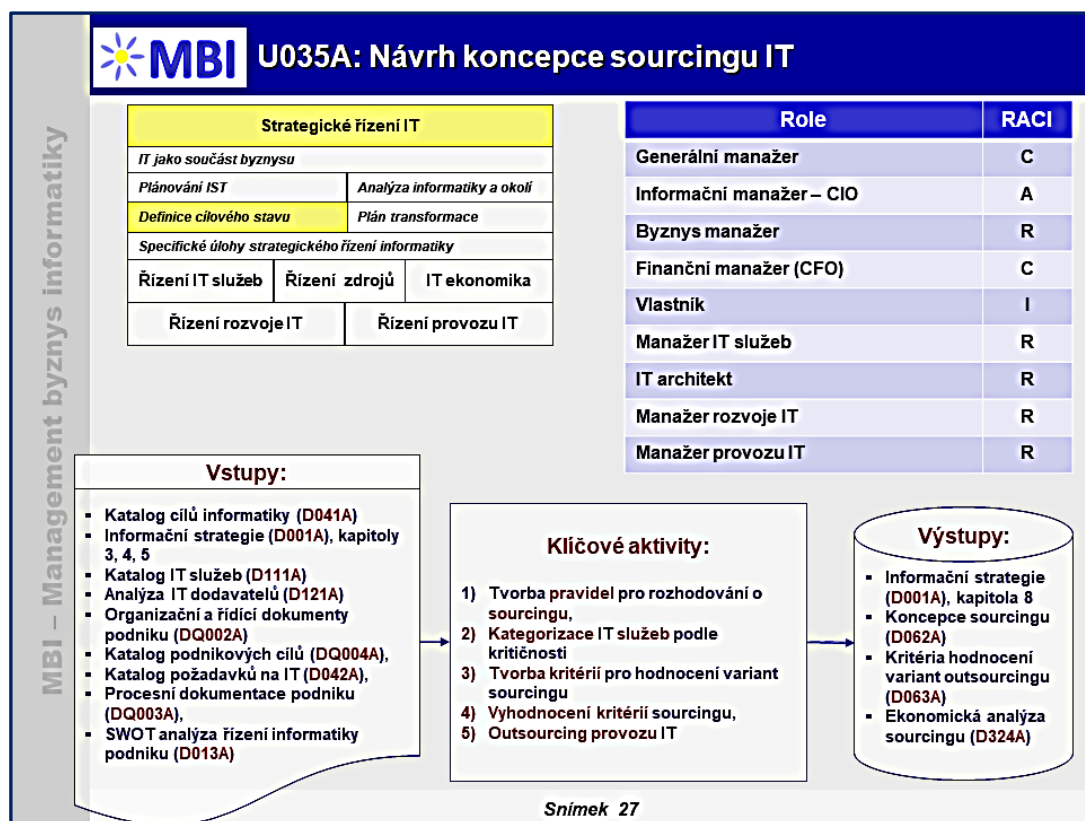 MBI – Management byznys informatiky
MBI
U035A: Návrh koncepce sourcingu IT
Strategické řízení IT
IT jako součást byznysu
Plánování IST
Analýza informatiky a okolí
Definice cílového stavu
Plán transformace
Specifické úlohy strategického řízení informatiky
Řízení IT služeb
Řízení zdrojů
IT ekonomika
Řízení rozvoje IT
Řízení provozu IT
Role RACI
Generální manažer C
Informační manažer – CIO A
Byznys manažer R
Finanční manažer (CFO) C
Vlastník I
Manažer IT služeb R
IT architekt R
Manažer rozvoje IT R
Manažer provozu IT R
Vstupy:
▪ Katalog cílů informatiky (D041A)
▪ Informační strategie (D001A), kapitoly
3, 4, 5
▪ Katalog IT služeb (D111A)
▪ Analýza IT dodavatelů (D121A)
▪ Organizační a řídící dokumenty
podniku (DQ002A)
▪ Katalog podnikových cílů (DQ004A),
▪ Katalog požadavků na IT (D042A),
▪ Procesní dokumentace podniku
(DQ003A),
▪ SWOT analýza řízení informatiky
podniku (D013A)
Klíčové aktivity:
1) Tvorba pravidel pro rozhodování o
sourcingu,
2) Kategorizace IT služeb podle
kritičnosti
3) Tvorba kritérií pro hodnocení variant
sourcingu
4) Vyhodnocení kritérií sourcingu,
5) Outsourcing provozu IT
Výstupy:
▪ Informační strategie
(D001A), kapitola 8
▪ Koncepce sourcingu
(D062A)
▪ Kritéria hodnocení
variant outsourcingu
(D063A)
▪ Ekonomická analýza
sourcingu (D324A)
Snímek 27